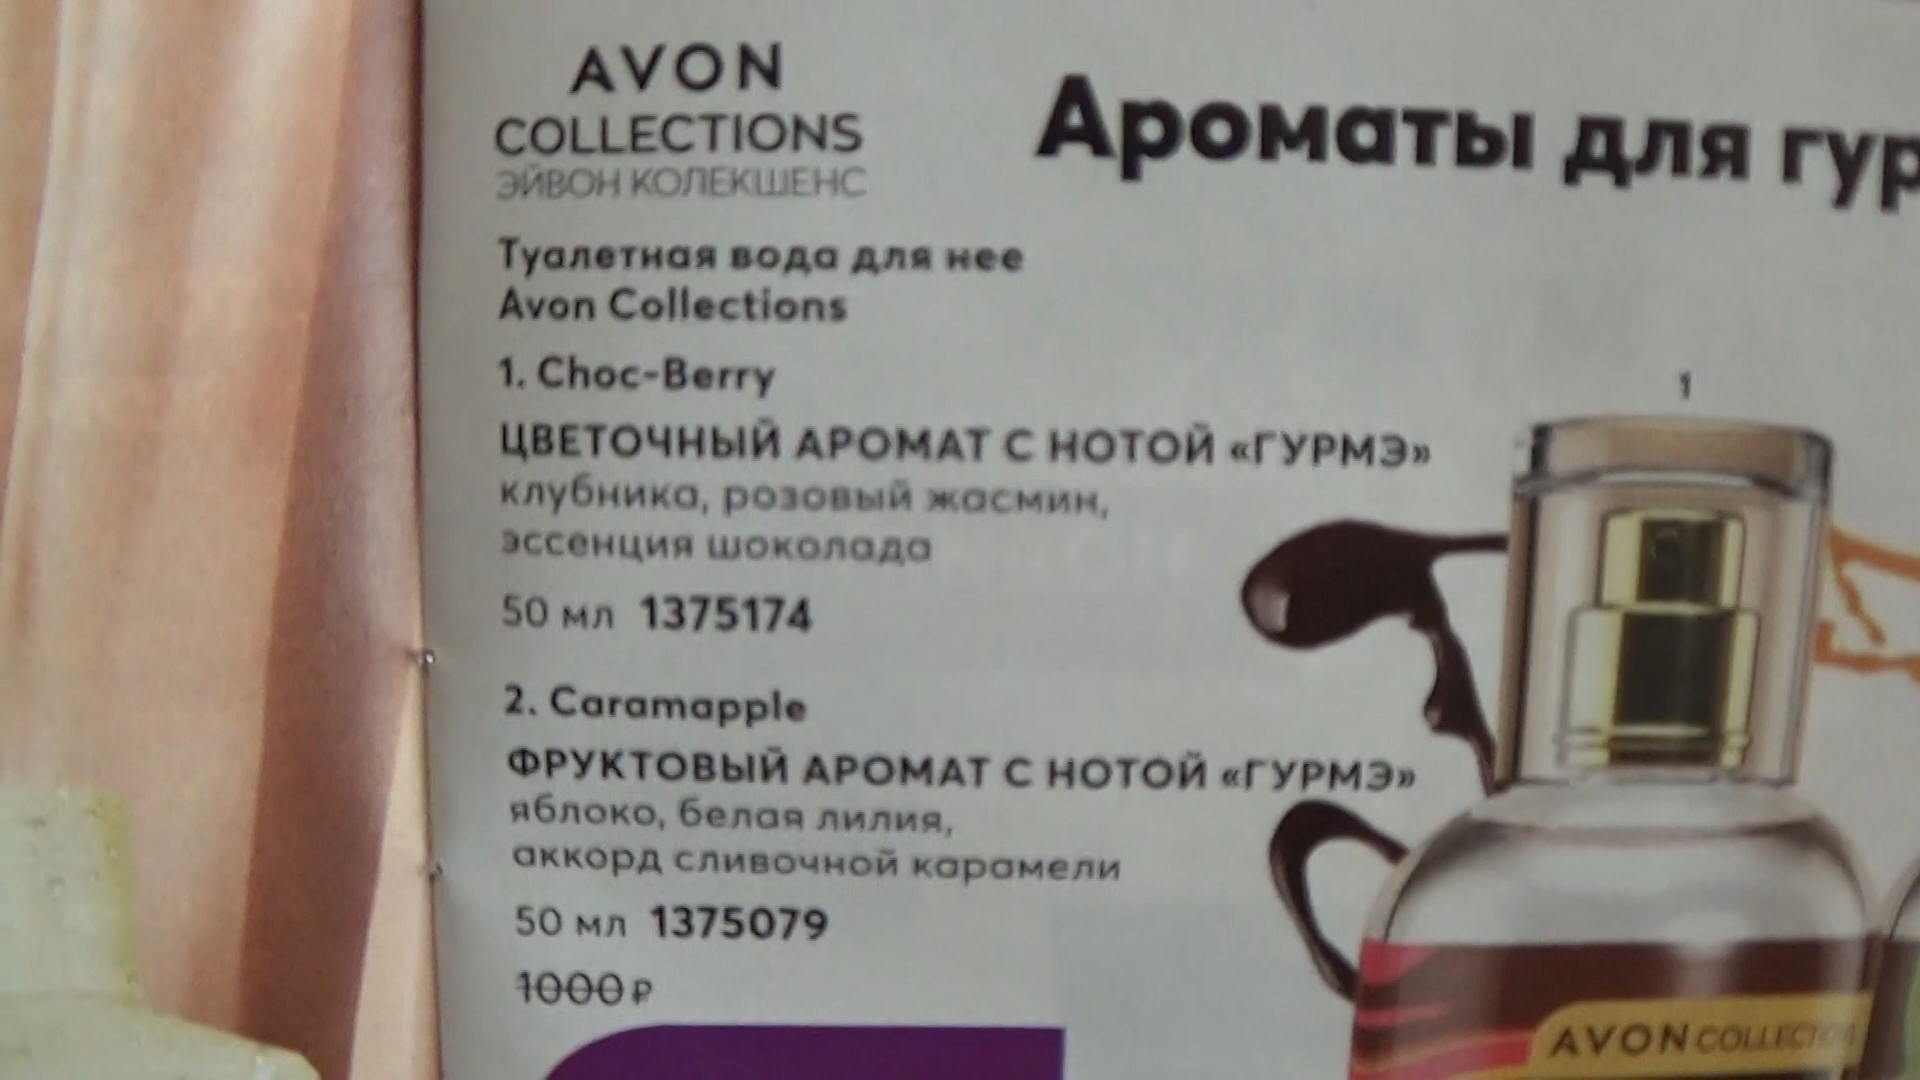 AVON
COLLECTIONS
ЭЙВОН КОЛЕКШЕНС
Ароматы для гур
Туалетная вода для нее
Avon Collections
1. Choc-Berry
ЦВЕТОЧНЫЙ АРОМАТ С НОТОЙ «ГУРМЭ»
клубника, розовый жасмин,
эссенция шоколада
50 мл 1375174
2. Caramapple
ФРУКТОВЫЙ АРОМАТ С НОТОЙ «ГУРМЭ»
яблоко, белая лилия,
аккорд сливочной карамели
50 мл 1375079
1000 ₽
1
AVON COLLECTION